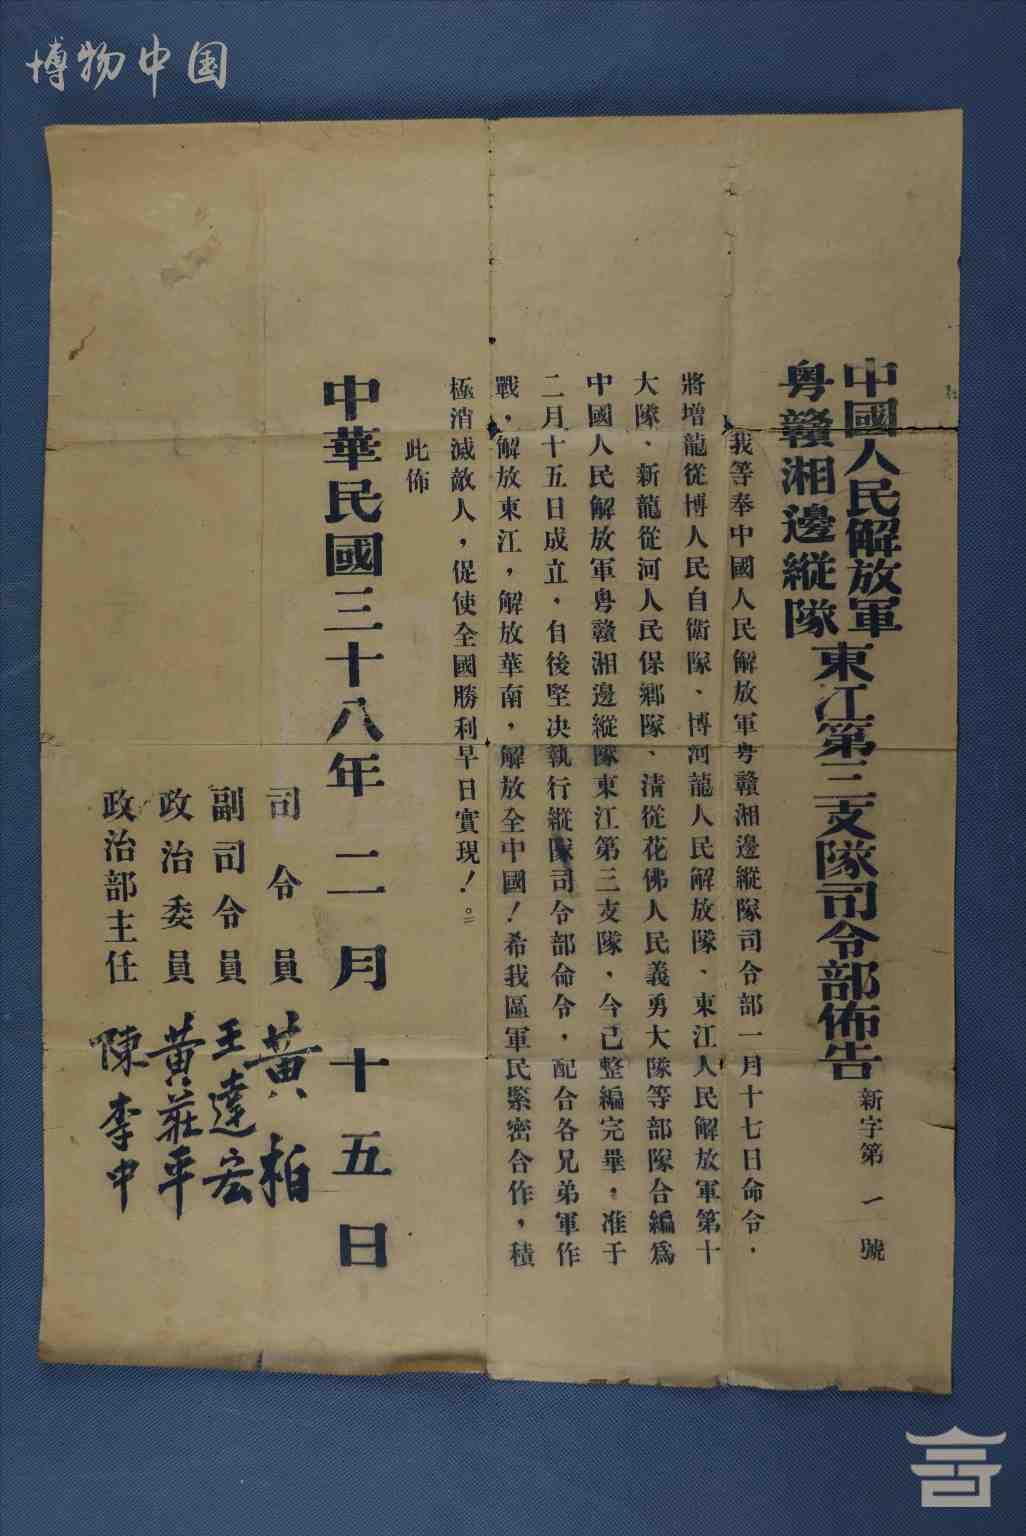 博物中国
中國人民解放軍
粵贛湘邊縱隊
東江第三支隊司令部佈告
新字第一號
我等奉中國人民解放軍粵贛湘邊縱隊司令部一月十七日命令，
將增龍從博人民自衛隊、博河龍人民解放隊、東江人民解放軍第十
大隊、新龍從河人民保鄉隊、清從花佛人民義勇大隊等部隊合編為
中國人民解放軍粵贛湘邊縱隊東江第三支隊，今已整編完畢。准于
二月十五日成立，自後堅决執行縱隊司令部命令，配合各兄弟軍作
戰，解放東江，解放華南，解放全中國！希我區軍民緊密合作，積
極消滅敵人，促使全國勝利早日實現！。
此佈
中華民國三十八年二月十五日
司令員 黃柏
副司令員 王達宏
政治委員 黃莊平
政治部主任 陳李中